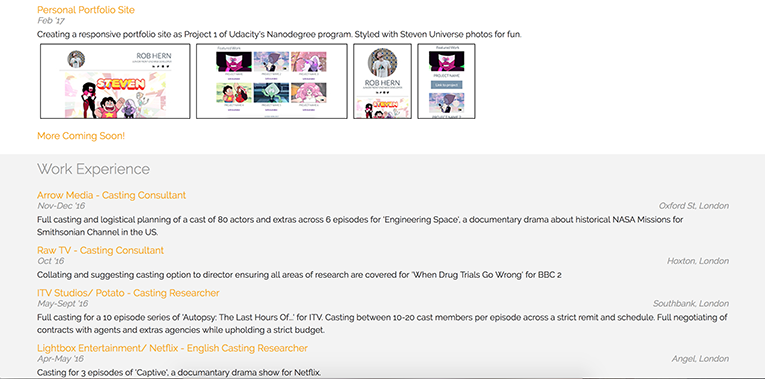 Personal Portfolio Site
Feb '17
Creating a responsive portfolio site as Project 1 of Udacity's Nanodegree program. Styled with Steven Universe photos for fun.
ROB HERN
STEVEN
Featured Work
ROB HERN
STEVEN
Featured Work
PROJECT NAME
More Coming Soon!
Work Experience
Arrow Media - Casting Consultant
Nov-Dec '16
Oxford St, London
Full casting and logistical planning of a cast of 80 actors and extras across 6 episodes for 'Engineering Space', a documentary drama about historical NASA Missions for
Smithsonian Channel in the US.
Raw TV - Casting Consultant
Oct '16
Hoxton, London
Collating and suggesting casting option to director ensuring all areas of research are covered for 'When Drug Trials Go Wrong' for BBC 2
ITV Studios/ Potato - Casting Researcher
May-Sept '16
Southbank, London
Full casting for a 10 episode series of 'Autopsy: The Last Hours Of...' for ITV. Casting between 10-20 cast members per episode across a strict remit and schedule. Full negotiating of
contracts with agents and extras agencies while upholding a strict budget.
Lightbox Entertainment/ Netflix - English Casting Researcher
Apr-May '16
Angel, London
Casting for 3 episodes of 'Captive', a documantary drama show for Netflix.